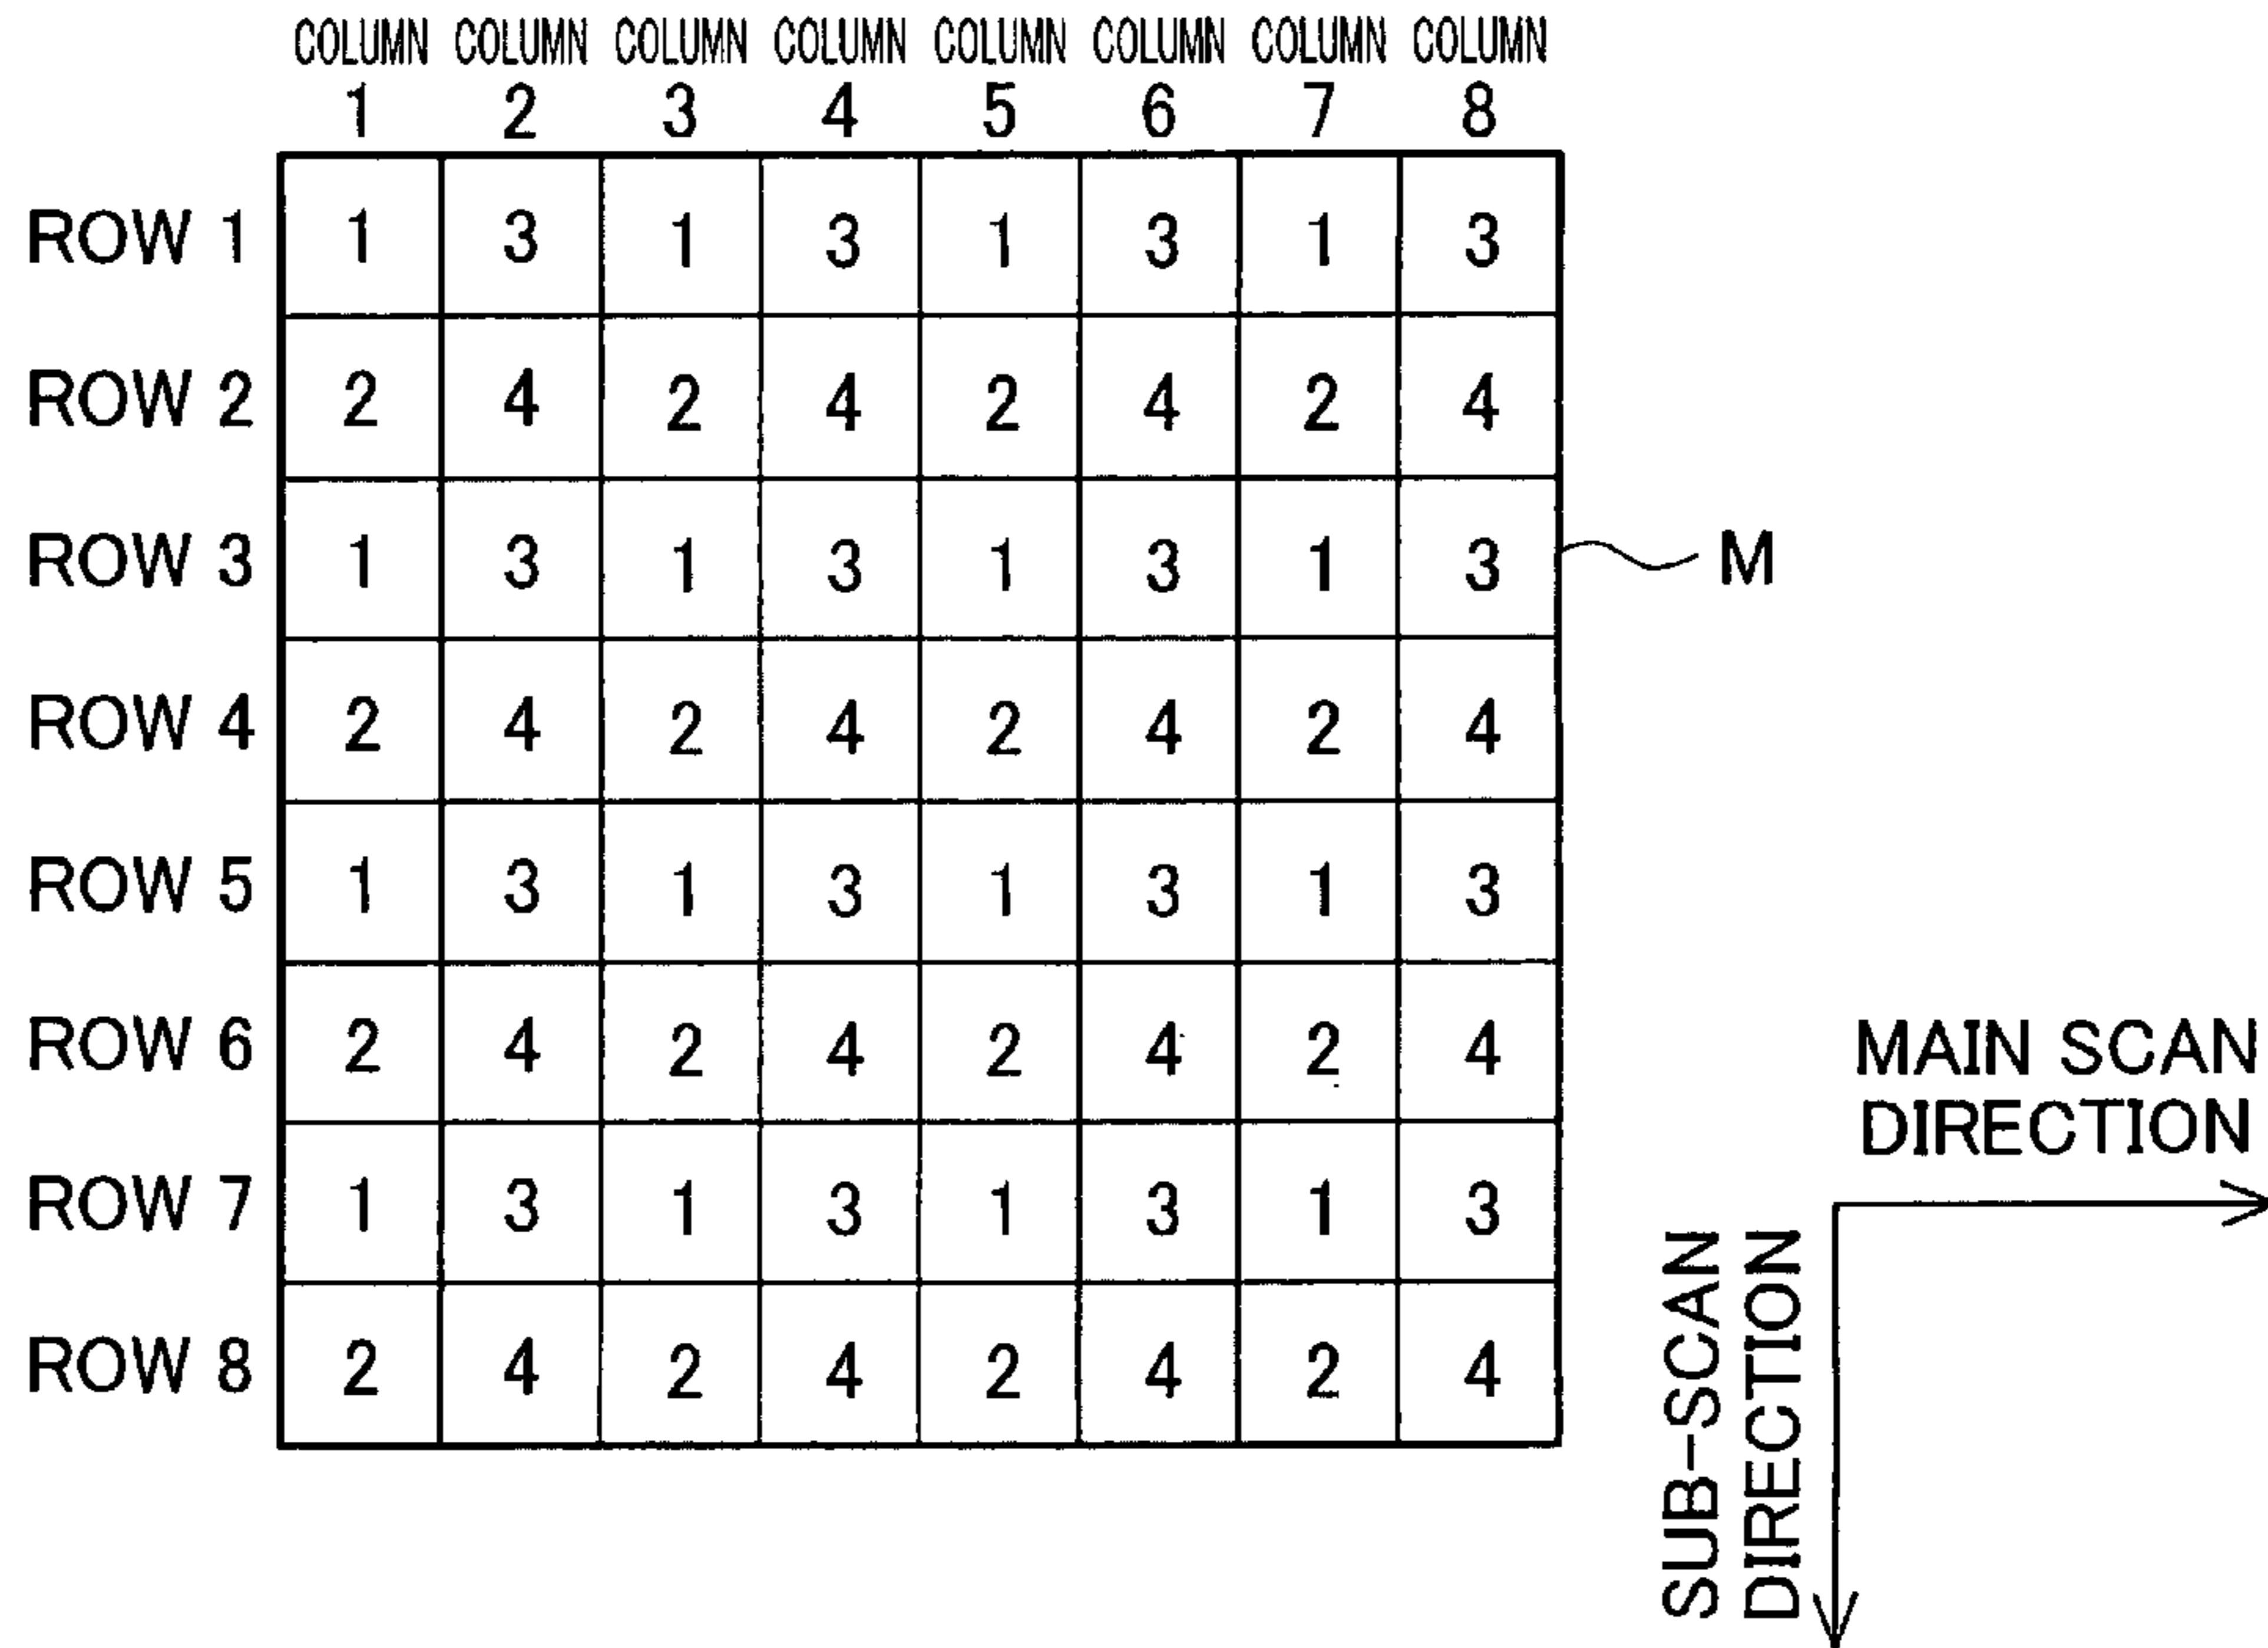 COLUMN COLUMN COLUMN COLUMN COLUMN COLUMN COLUMN COLUMN
1 2 3 4 5 6 7 8
ROW 1 1 3 1 3 1 3 1 3
ROW 2 2 4 2 4 2 4 2 4
ROW 3 1 3 1 3 1 3 1 3 M
ROW 4 2 4 2 4 2 4 2 4
ROW 5 1 3 1 3 1 3 1 3
ROW 6 2 4 2 4 2 4 2 4
ROW 7 1 3 1 3 1 3 1 3
ROW 8 2 4 2 4 2 4 2 4
MAIN SCAN
DIRECTION
SUB-SCAN
DIRECTION